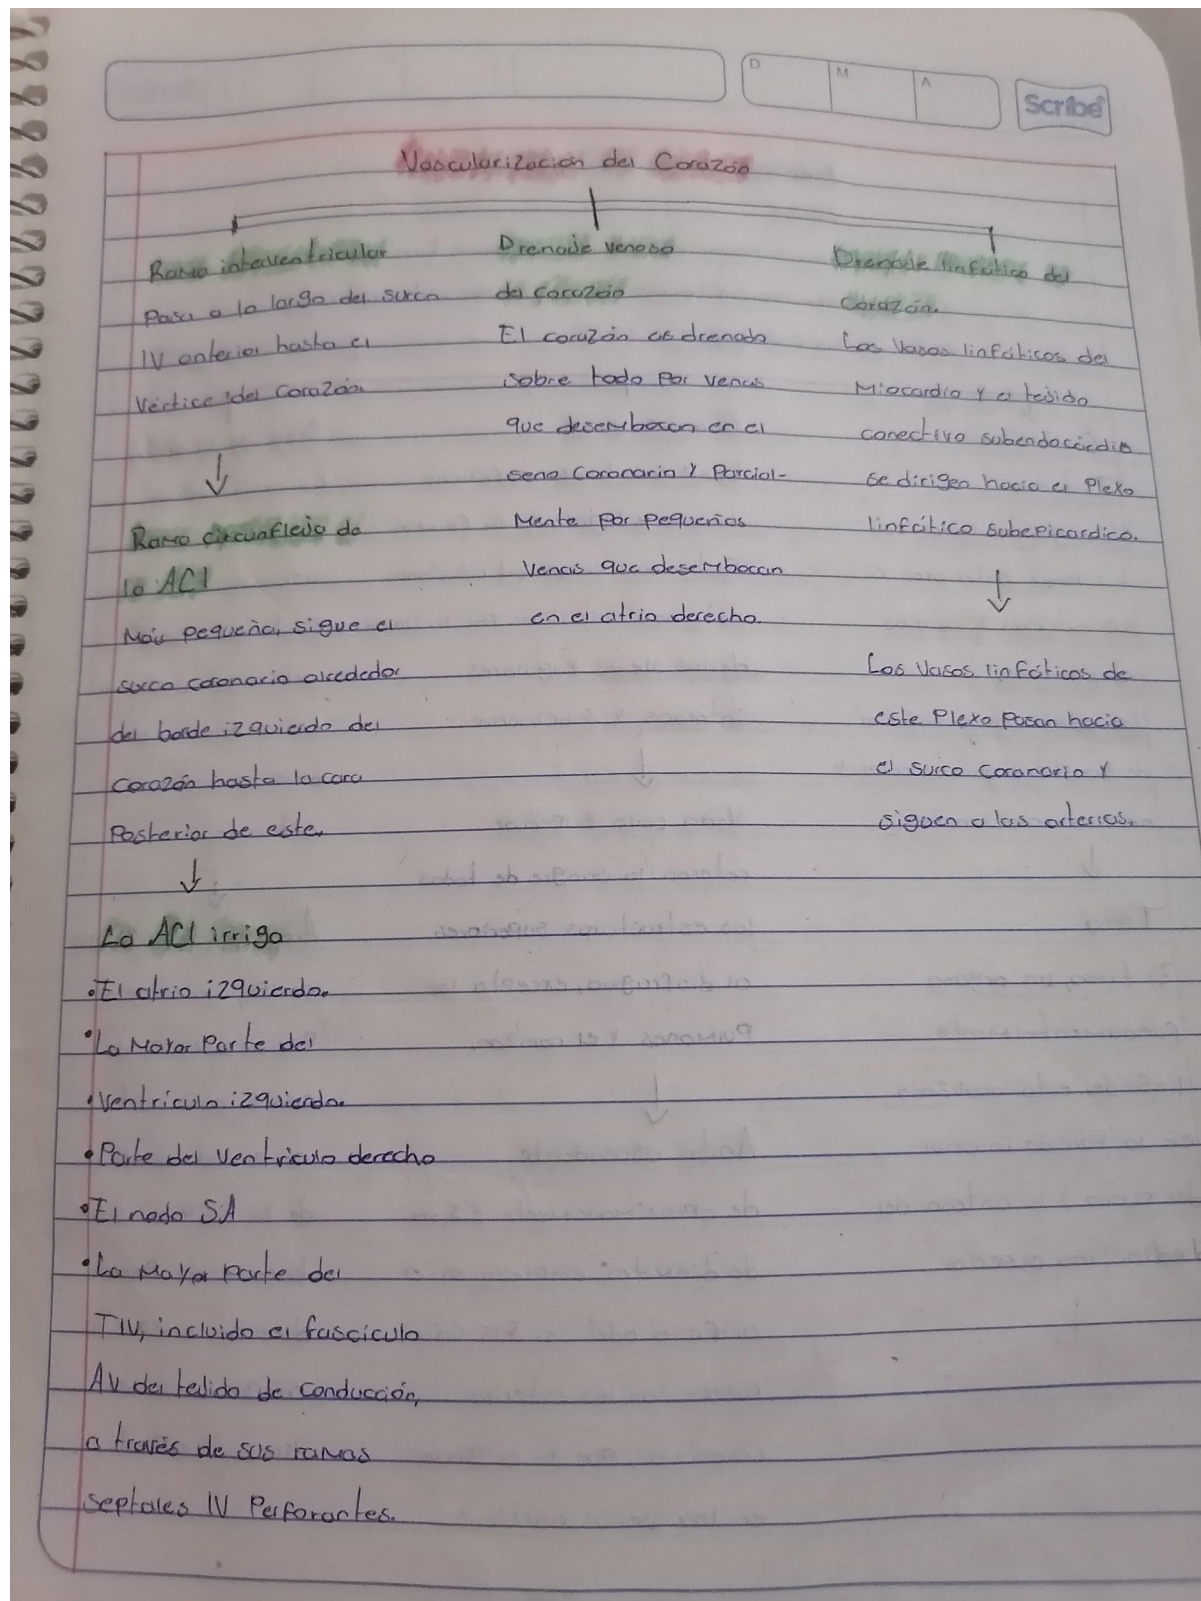 D M A
Scribe
Vascularización del Corazón
Rama interventricular
Pasa a lo largo del surco
IV anterior hasta el
Vértice del Corazón.
↓
Rama circunfleja de
la ACI
Más pequeña, sigue el
surco coronario alrededor
del borde izquierdo del
Corazón hasta la cara
Posterior de este.
↓
La ACI irriga
• El atrio izquierdo.
• La Mayor Parte del
• Ventrículo izquierdo.
• Parte del Ventrículo derecho
• El nodo SA
• La Mayor parte del
TIV, incluido el fascículo
AV del tejido de conducción,
a través de sus ramas
septales IV Perforantes.
Drenaje venoso
del corazón
El corazón es drenado
sobre todo por venas
que desembocan en el
seno Coronario y Parcial-
Mente por pequeñas
Venas que desembocan
en el atrio derecho.
Drenaje linfático del
Corazón.
Los Vasos linfáticos del
Miocardio y el tejido
conectivo subendocárdio
se dirigen hacia el Plexo
linfático subepicardico.
↓
Los Vasos linfáticos de
este Plexo Pasan hacia
el surco Coronario y
siguen a las arterias.